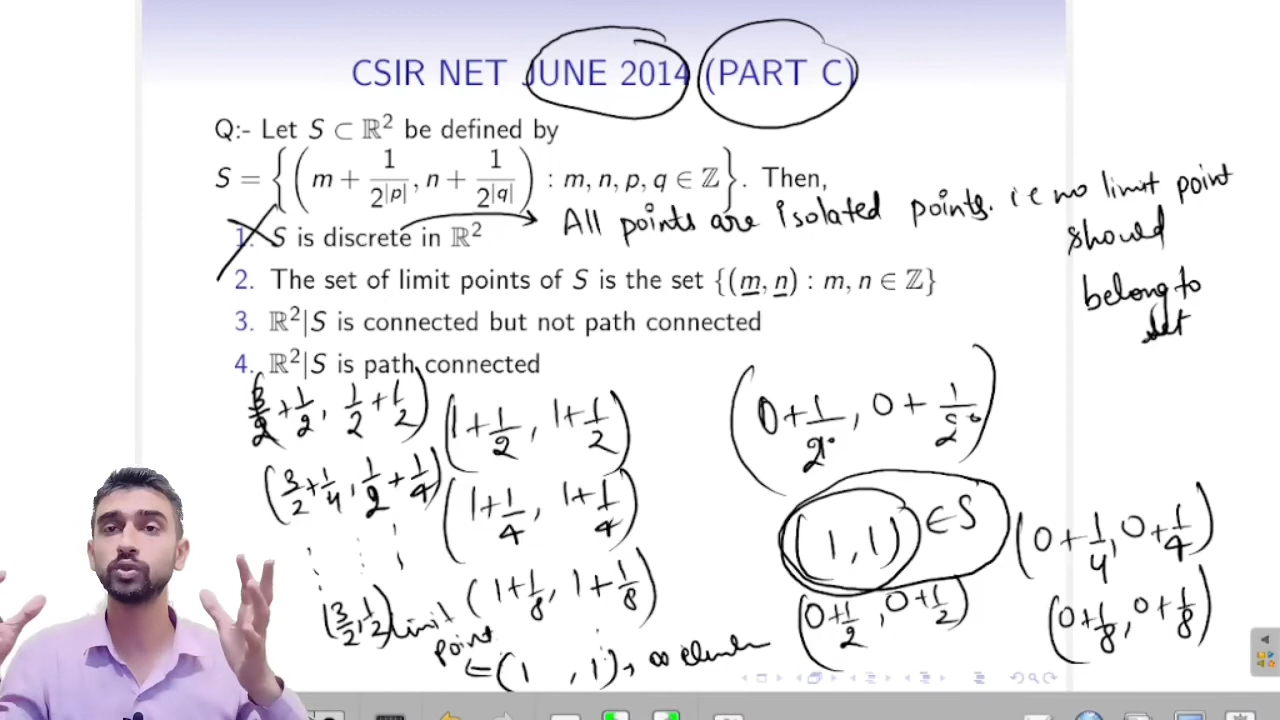 CSIR NET JUNE 2014 (PART C)
Q:- Let S ⊂ ℝ² be defined by
S = {(m + 1/2^|p|, n + 1/2^|q|) : m, n, p, q ∈ ℤ}. Then,
1. S is discrete in ℝ²
All points are isolated points. i.e no limit point
should
belong to
set
2. The set of limit points of S is the set {(m, n) : m, n ∈ ℤ}
3. ℝ²|S is connected but not path connected
4. ℝ²|S is path connected
(3/2 + 1/2, 1/2 + 1/2)
(1 + 1/2, 1 + 1/2)
(0 + 1/2°, 0 + 1/2°)
(3/2 + 1/4, 1/2 + 1/4)
(1 + 1/4, 1 + 1/4)
(1, 1) ∈ S
(0 + 1/4, 0 + 1/4)
(1 + 1/8, 1 + 1/8)
(0 + 1/2, 0 + 1/2)
(0 + 1/8, 0 + 1/8)
(3/2, 1/2)
limit
point
⇐ (1, 1), ∞